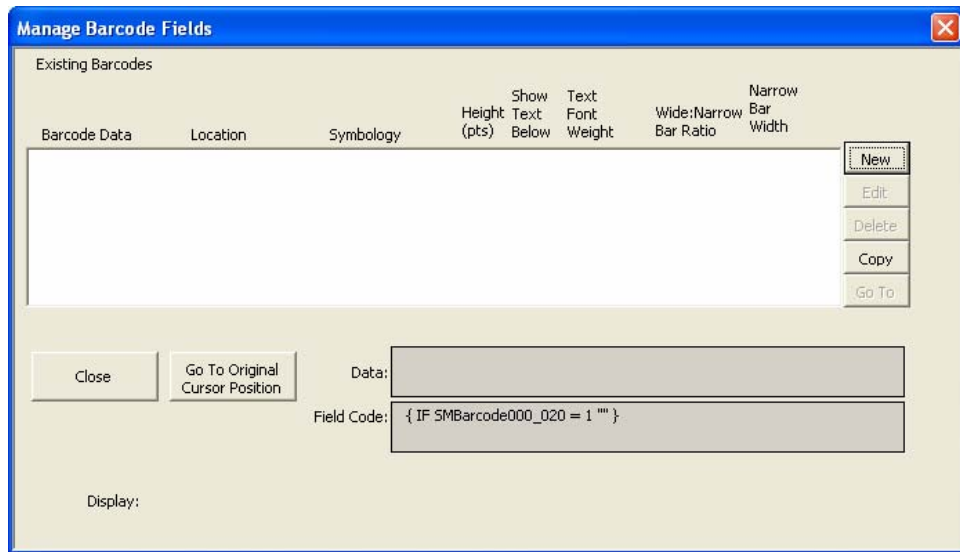 Manage Barcode Fields
Existing Barcodes
Barcode Data
Location
Symbology
Height
(pts)
Show
Text
Below
Text
Font
Weight
Wide:Narrow
Bar Ratio
Narrow
Bar
Width
New
Edit
Delete
Copy
Go To
Close
Go To Original
Cursor Position
Data:
Field Code:
{ IF SMBarcode000_020 = 1 "" }
Display: